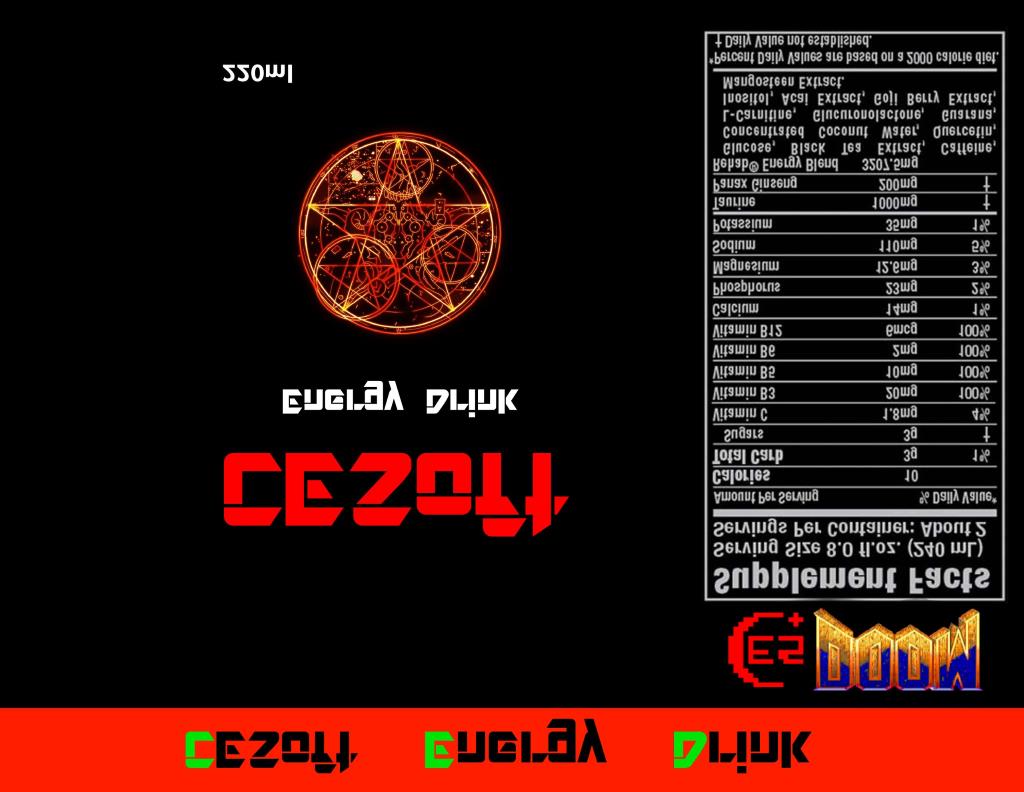 CESoft Energy Drink
CESoft
Energy Drink
220ml
DOOM
Supplement Facts
Serving Size 8.0 fl.oz. (240 mL)
Servings Per Container: About 2
Amount Per Serving % Daily Value*
Calories 10
Total Carb 3g 1%
Sugars 3g †
Vitamin C 1.8mg 4%
Vitamin B3 20mg 100%
Vitamin B5 10mg 100%
Vitamin B6 2mg 100%
Vitamin B12 6mcg 100%
Calcium 14mg 1%
Phosphorus 23mg 2%
Magnesium 12.6mg 3%
Sodium 110mg 5%
Potassium 35mg 1%
Taurine 1000mg †
Panax Ginseng 200mg †
Rehab® Energy Blend 3207.5mg
Glucose, Black Tea Extract, Caffeine,
Concentrated Coconut Water, Quercetin,
L-Carnitine, Glucuronolactone, Guarana,
Inositol, Acai Extract, Goji Berry Extract,
Mangosteen Extract.
*Percent Daily Values are based on a 2000 calorie diet.
† Daily Value not established.